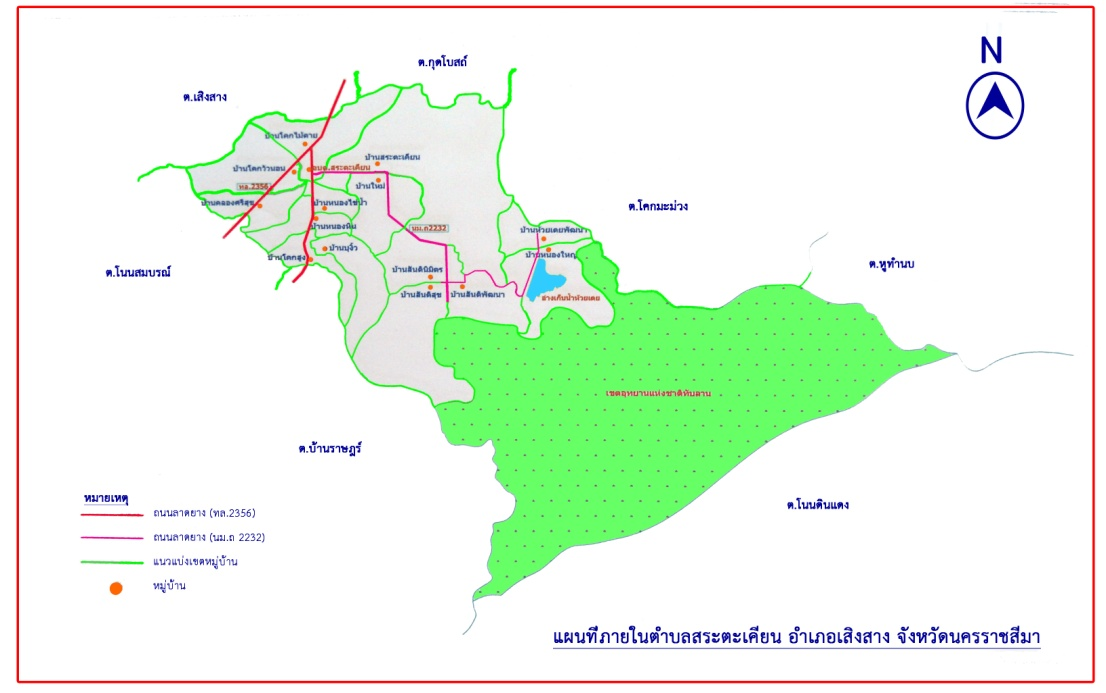 ต.กุดโบสถ์
N
ต.เสิงสาง
บ้านโคกไม้ตาย
บ้านสระตะเคียน
บ้านโคกวัวนอน
อบต.สระตะเคียน
บ้านใหม่
ทล.2356
บ้านคลองศรีสุข
บ้านหนองไข่น้ำ
ต.โคกมะม่วง
บ้านหนองหิน
นม.ถ2232
บ้านห้วยเตยพัฒนา
บ้านบุงิ้ว
บ้านหนองใหญ่
บ้านโคกสูง
ต.หูทำนบ
ต.โนนสมบรณ์
บ้านสันตินิมิตร
บ้านสันติสุข
บ้านสันติพัฒนา
อ่างเก็บน้ำห้วยเตย
เขตอุทยานแห่งชาติทับลาน
ต.บ้านราษฎร์
หมายเหตุ
ถนนลาดยาง (ทล.2356)
ต.โนนดินแดง
ถนนลาดยาง (นม.ถ 2232)
แนวแบ่งเขตหมู่บ้าน
หมู่บ้าน
แผนที่ภายในตำบลสระตะเคียน อำเภอเสิงสาง จังหวัดนครราชสีมา